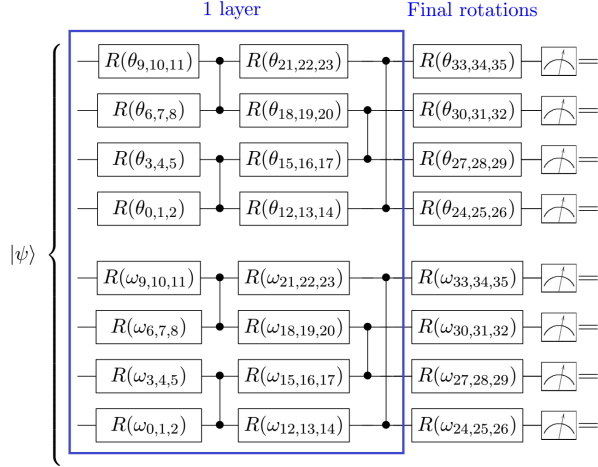 1 layer Final rotations
R(θ9,10,11) R(θ21,22,23) R(θ33,34,35)
R(θ6,7,8) R(θ18,19,20) R(θ30,31,32)
R(θ3,4,5) R(θ15,16,17) R(θ27,28,29)
R(θ0,1,2) R(θ12,13,14) R(θ24,25,26)
|ψ⟩
R(ω9,10,11) R(ω21,22,23) R(ω33,34,35)
R(ω6,7,8) R(ω18,19,20) R(ω30,31,32)
R(ω3,4,5) R(ω15,16,17) R(ω27,28,29)
R(ω0,1,2) R(ω12,13,14) R(ω24,25,26)